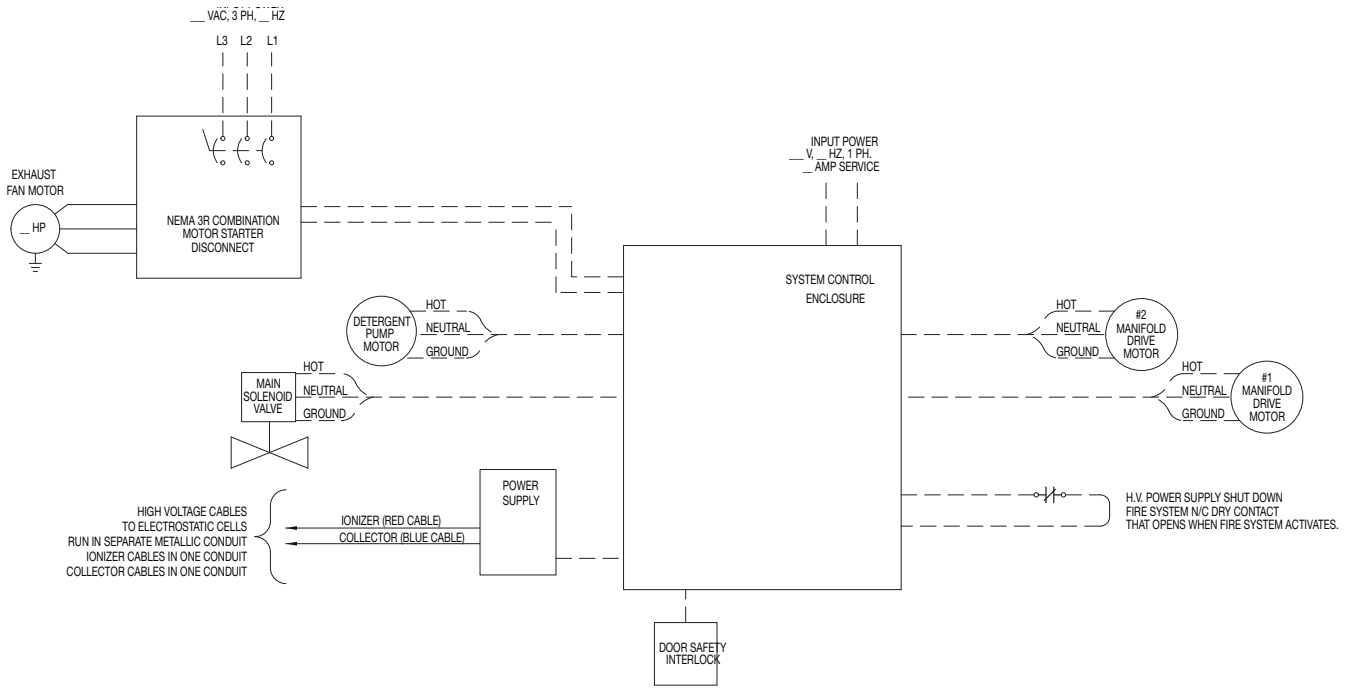 __ VAC, 3 PH, __ HZ
L3 L2 L1
INPUT POWER
__ V, __ HZ, 1 PH.
__ AMP SERVICE
EXHAUST
FAN MOTOR
__ HP
NEMA 3R COMBINATION
MOTOR STARTER
DISCONNECT
SYSTEM CONTROL
ENCLOSURE
DETERGENT
PUMP
MOTOR
HOT
NEUTRAL
GROUND
HOT
NEUTRAL
GROUND
#2
MANIFOLD
DRIVE
MOTOR
MAIN
SOLENOID
VALVE
HOT
NEUTRAL
GROUND
HOT
NEUTRAL
GROUND
#1
MANIFOLD
DRIVE
MOTOR
POWER
SUPPLY
HIGH VOLTAGE CABLES
TO ELECTROSTATIC CELLS
RUN IN SEPARATE METALLIC CONDUIT
IONIZER CABLES IN ONE CONDUIT
COLLECTOR CABLES IN ONE CONDUIT
IONIZER (RED CABLE)
COLLECTOR (BLUE CABLE)
H.V. POWER SUPPLY SHUT DOWN
FIRE SYSTEM N/C DRY CONTACT
THAT OPENS WHEN FIRE SYSTEM ACTIVATES.
DOOR SAFETY
INTERLOCK